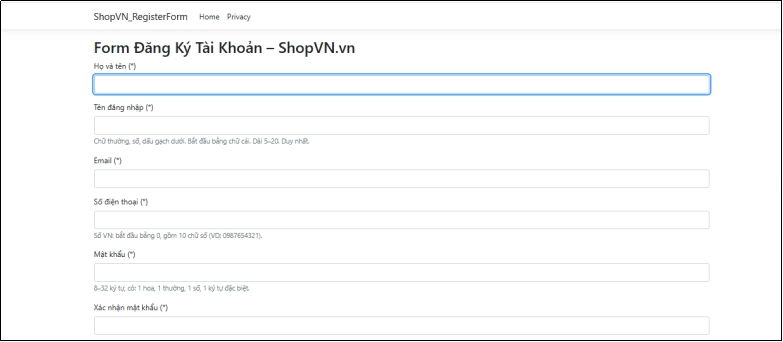 ShopVN_RegisterForm Home Privacy
Form Đăng Ký Tài Khoản – ShopVN.vn
Họ và tên (*)
Tên đăng nhập (*)
Chữ thường, số, dấu gạch dưới. Bắt đầu bằng chữ cái. Dài 5–20. Duy nhất.
Email (*)
Số điện thoại (*)
Số VN: bắt đầu bằng 0, gồm 10 chữ số (VD: 0987654321).
Mật khẩu (*)
8–32 ký tự, có: 1 hoa, 1 thường, 1 số, 1 ký tự đặc biệt.
Xác nhận mật khẩu (*)